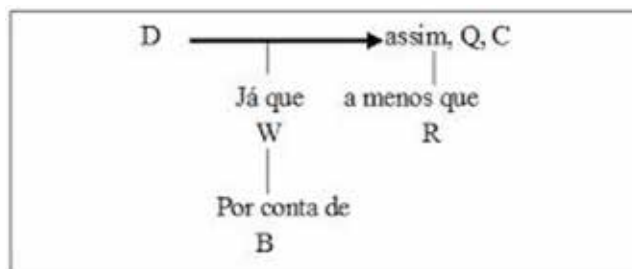 D assim, Q, C
Já que a menos que
W R
Por conta de
B